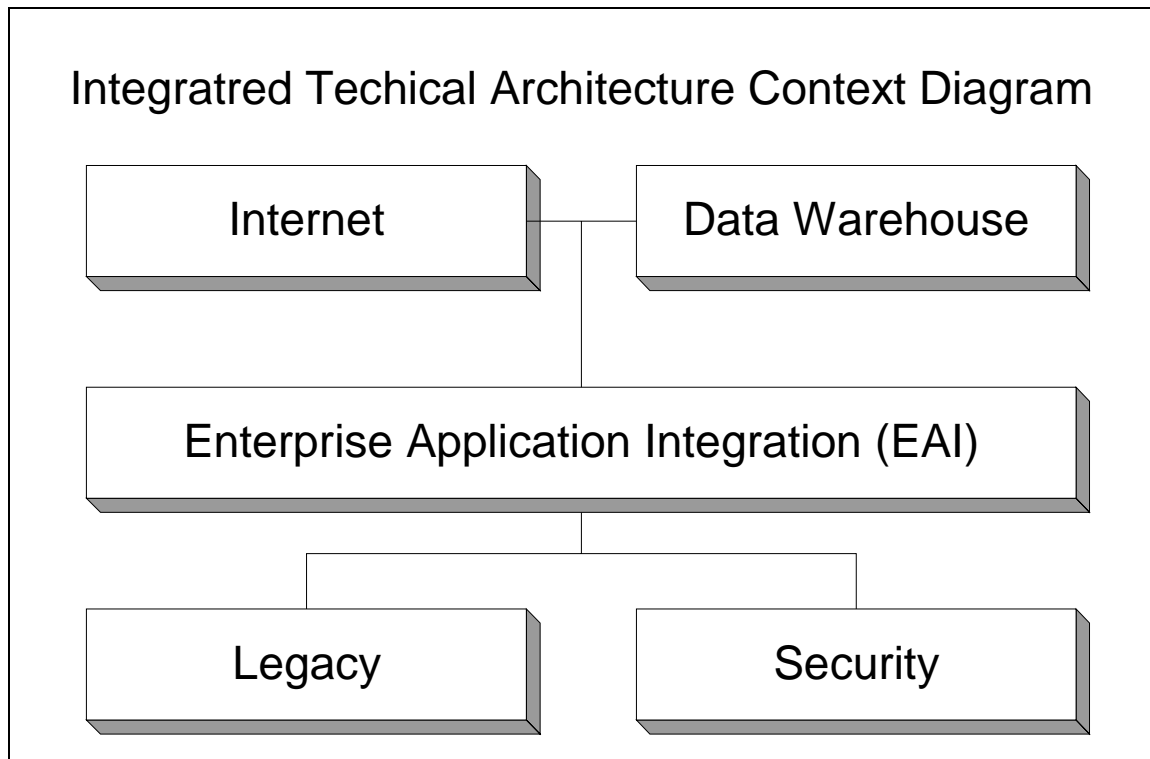 Integratred Techical Architecture Context Diagram
Internet
Data Warehouse
Enterprise Application Integration (EAI)
Legacy
Security